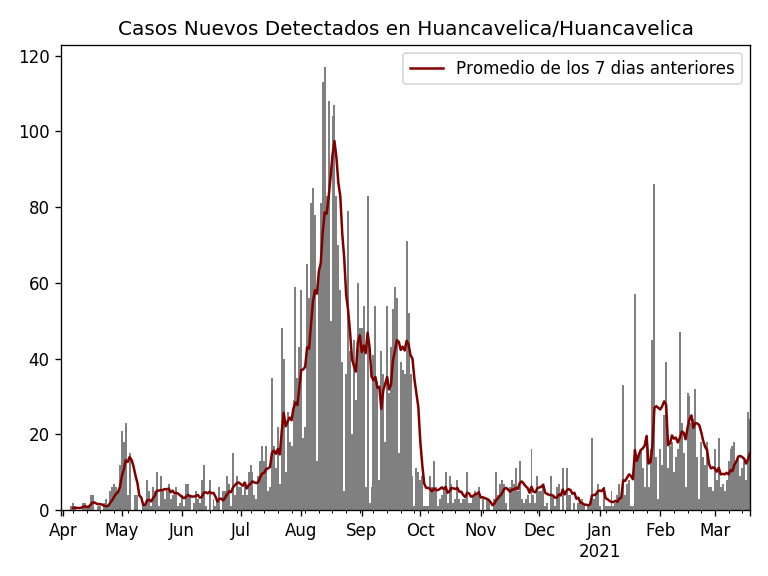 Casos Nuevos Detectados en Huancavelica/Huancavelica
Promedio de los 7 dias anteriores
120
100
80
60
40
20
0
Apr May Jun Jul Aug Sep Oct Nov Dec Jan Feb Mar
2021